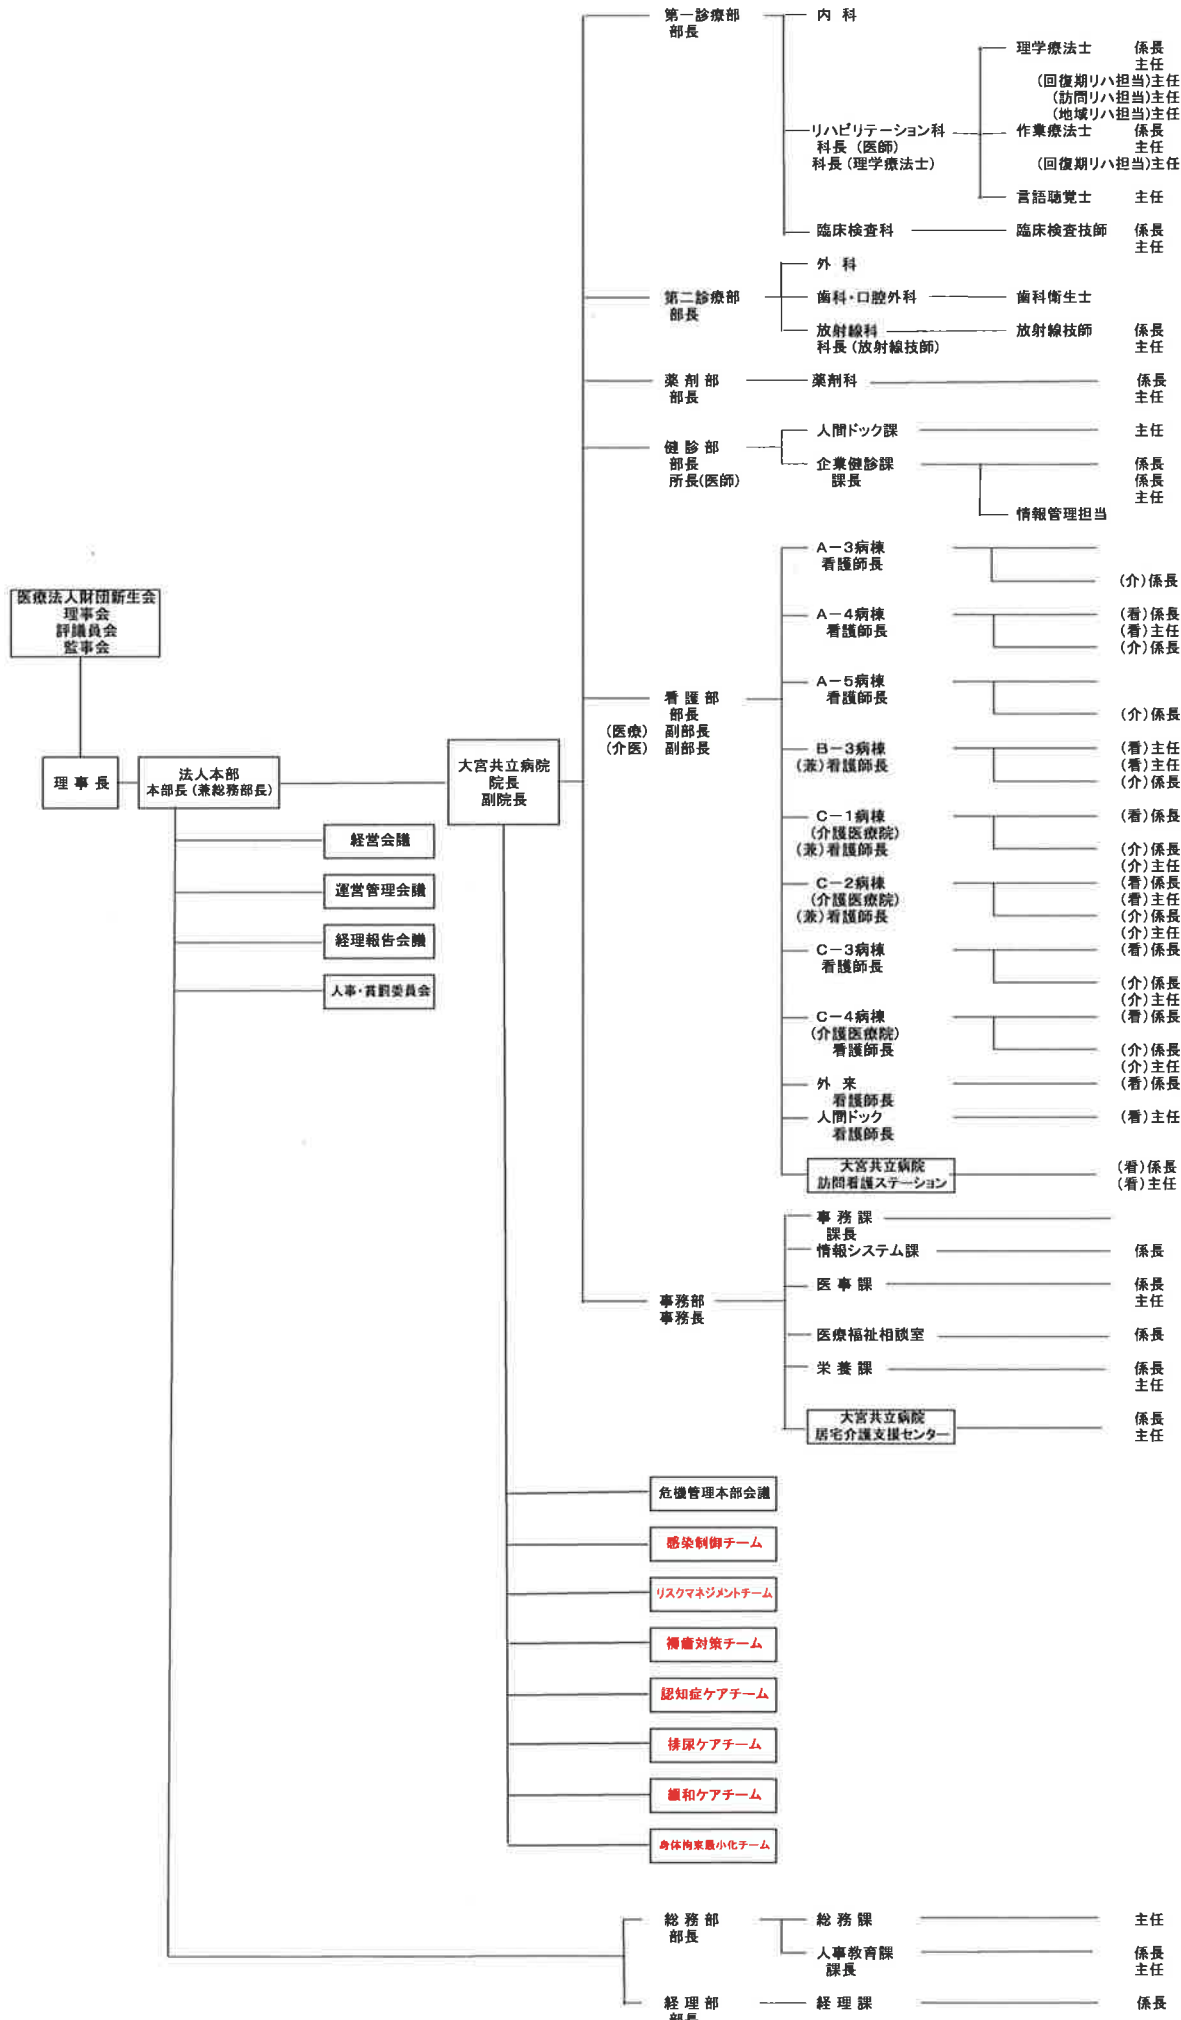 第一診療部
部長
内 科
理学療法士 係長
主任
(回復期リハ担当)主任
(訪問リハ担当)主任
(地域リハ担当)主任
リハビリテーション科
科長(医師)
科長(理学療法士)
作業療法士 係長
主任
(回復期リハ担当)主任
言語聴覚士 主任
臨床検査科
臨床検査技師 係長
主任
第二診療部
部長
外 科
歯科・口腔外科
歯科衛生士
放射線科
科長(放射線技師)
放射線技師 係長
主任
薬 剤 部
部長
薬剤科
係長
主任
健 診 部
部長
所長(医師)
人間ドック課
主任
企業健診課
課長
係長
係長
主任
情報管理担当
医療法人財団新生会
理事会
評議員会
監事会
理 事 長
法人本部
本部長(兼総務部長)
経営会議
運営管理会議
経理報告会議
人事・賞罰委員会
大宮共立病院
院長
副院長
看 護 部
部長
(医療) 副部長
(介医) 副部長
A-3病棟
看護師長
(介)係長
A-4病棟
看護師長
(看)係長
(看)主任
(介)係長
A-5病棟
看護師長
(介)係長
B-3病棟
(兼)看護師長
(看)主任
(看)主任
(介)係長
C-1病棟
(介護医療院)
(兼)看護師長
(看)係長
(介)係長
(介)主任
C-2病棟
(介護医療院)
(兼)看護師長
(看)係長
(看)主任
(介)係長
(介)主任
C-3病棟
看護師長
(看)係長
(介)係長
(介)主任
C-4病棟
(介護医療院)
看護師長
(看)係長
(介)係長
(介)主任
外 来
看護師長
(看)係長
人間ドック
看護師長
(看)主任
大宮共立病院
訪問看護ステーション
(看)係長
(看)主任
事務部
事務長
事 務 課
課長
情報システム課
係長
医 事 課
係長
主任
医療福祉相談室
係長
栄 養 課
係長
主任
大宮共立病院
居宅介護支援センター
係長
主任
危機管理本部会議
感染制御チーム
リスクマネジメントチーム
褥瘡対策チーム
認知症ケアチーム
排尿ケアチーム
緩和ケアチーム
身体拘束最小化チーム
総 務 部
部長
総 務 課
主任
人事教育課
課長
係長
主任
経 理 部
部長
経 理 課
係長